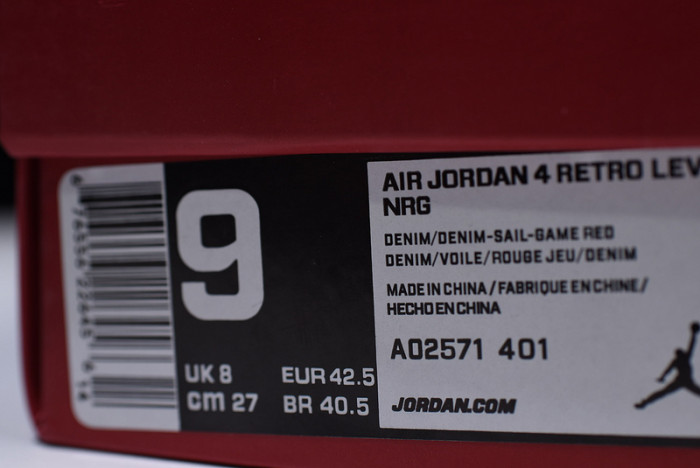 9
UK 8 EUR 42.5
cm 27 BR 40.5
AIR JORDAN 4 RETRO LEV
NRG
DENIM/DENIM-SAIL-GAME RED
DENIM/VOILE/ROUGE JEU/DENIM
MADE IN CHINA / FABRIQUE EN CHINE /
HECHO EN CHINA
AO2571 401
JORDAN.COM